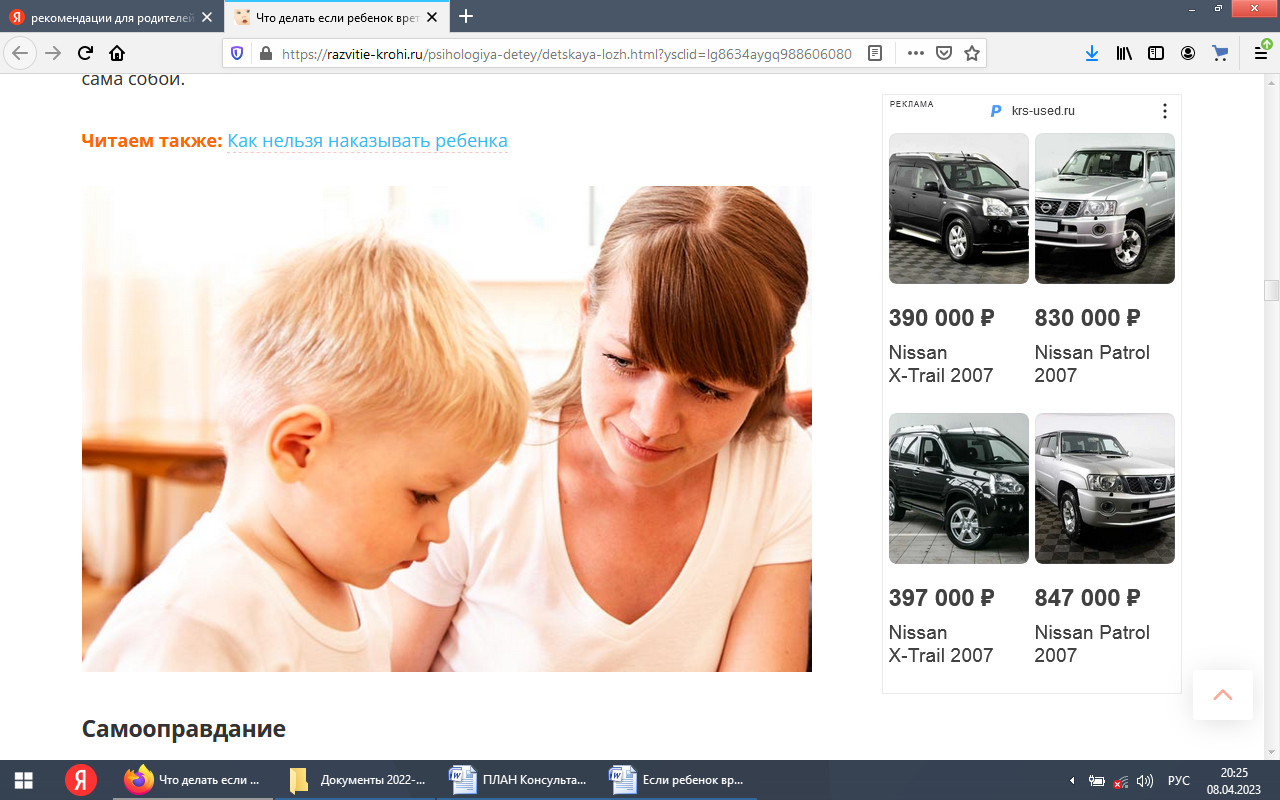 рекомендации для родителей
Что делать если ребенок врет
https://razvitie-krohi.ru/psihologiya-detey/detskaya-lozh.html?ysclid=lg8634aygq988606080
сама собой.
Читаем также: Как нельзя наказывать ребенка
Самооправдание
РЕКЛАМА
krs-used.ru
390 000 ₽
Nissan
X-Trail 2007
830 000 ₽
Nissan Patrol
2007
397 000 ₽
Nissan
X-Trail 2007
847 000 ₽
Nissan Patrol
2007
Я
Что делать если ...
Документы 2022-...
ПЛАН Консульта...
Если ребенок вр...
РУС
20:25
08.04.2023